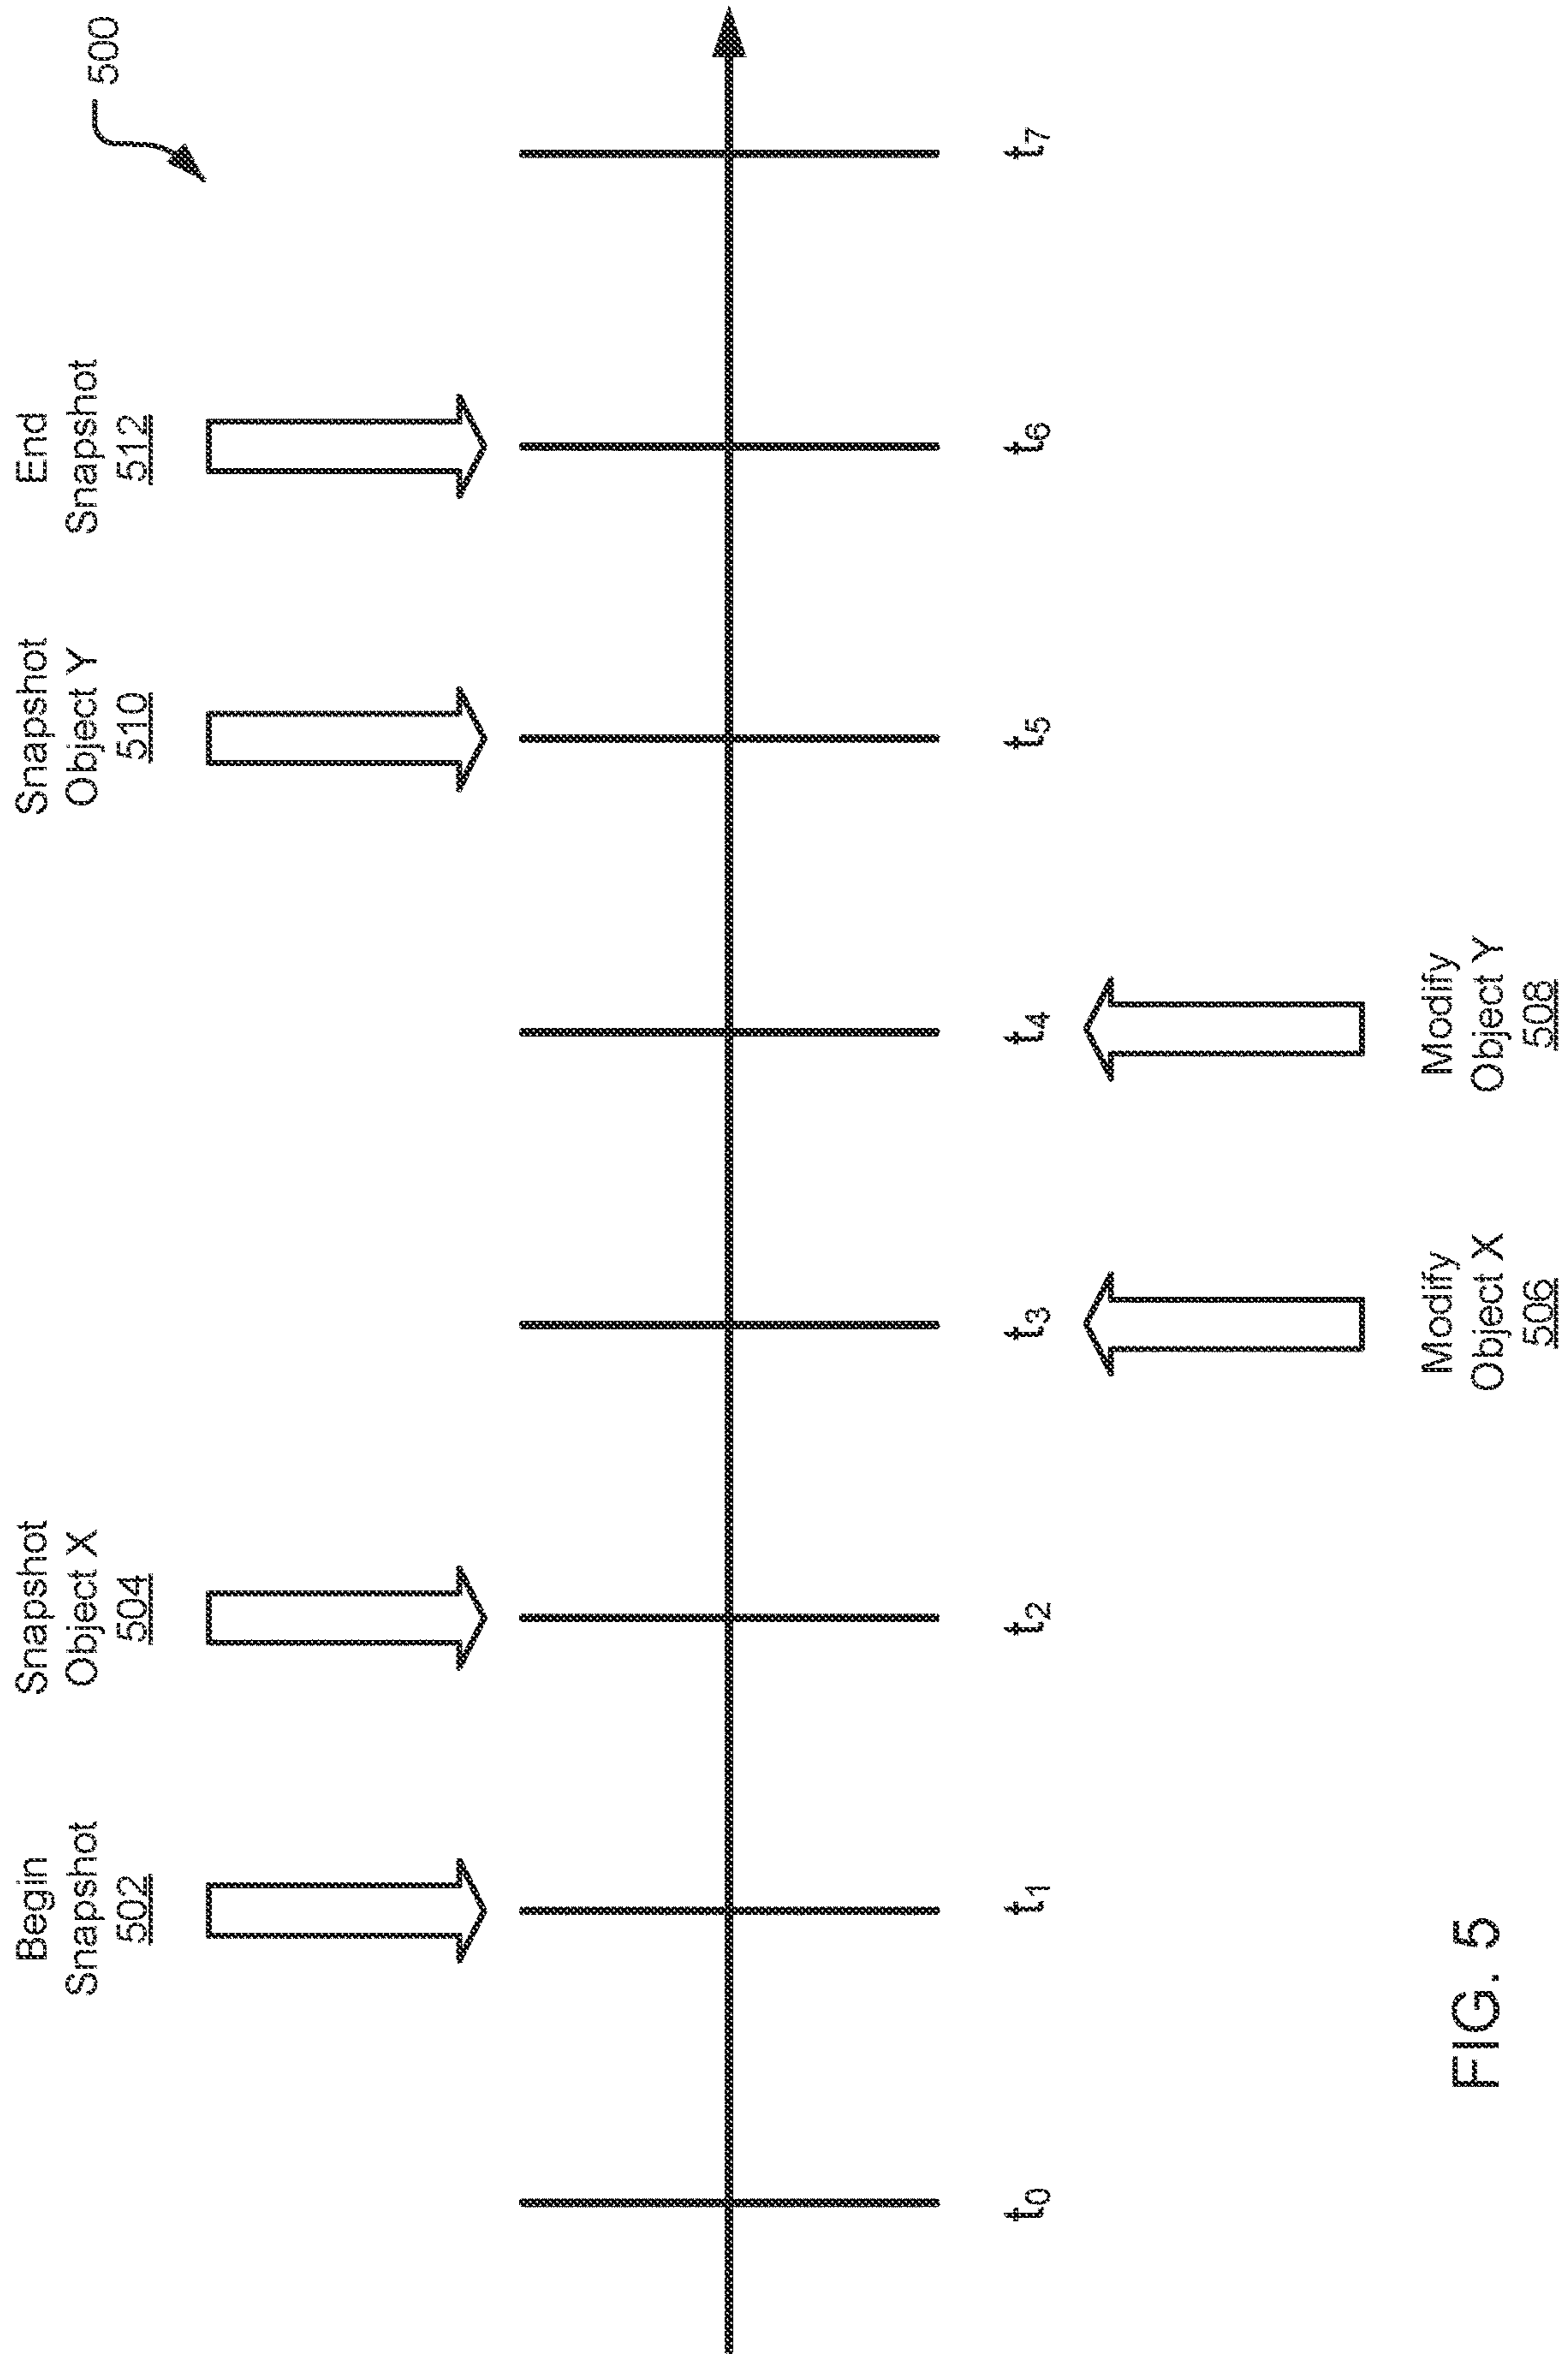 500
Begin
Snapshot
502
Snapshot
Object X
504
Snapshot
Object Y
510
End
Snapshot
512
t0
t1
t2
t3
t4
t5
t6
t7
Modify
Object X
506
Modify
Object Y
508
FIG. 5